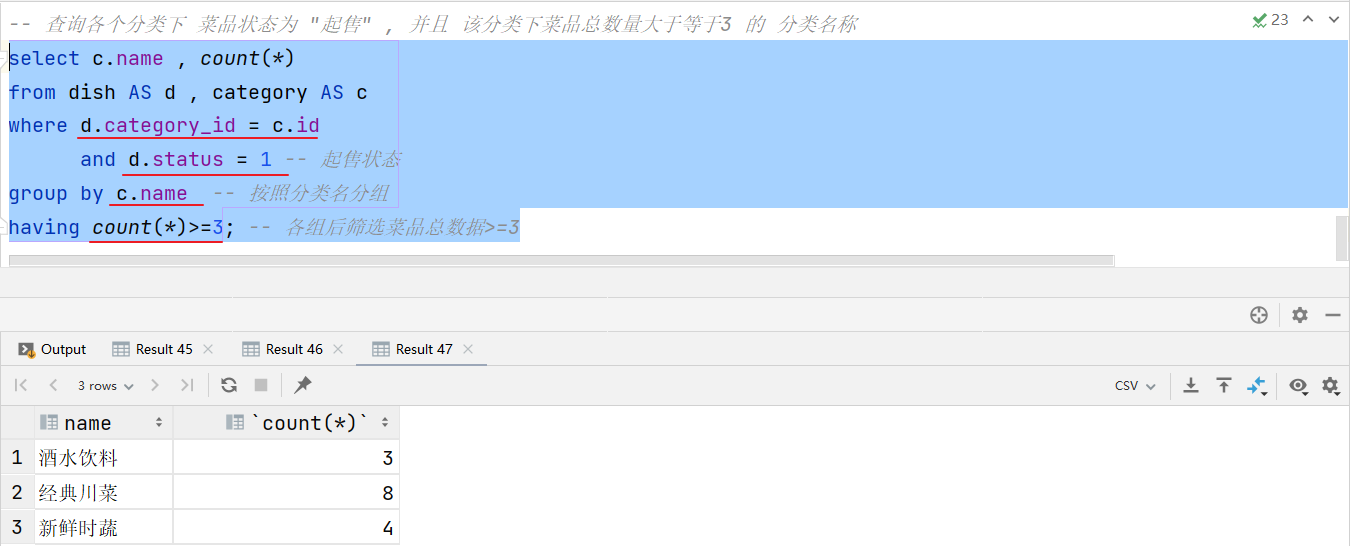 -- 查询各个分类下 菜品状态为 "起售" , 并且 该分类下菜品总数量大于等于3 的 分类名称
23
select c.name , count(*)
from dish AS d , category AS c
where d.category_id = c.id
and d.status = 1 -- 起售状态
group by c.name -- 按照分类名分组
having count(*)>=3; -- 各组后筛选菜品总数据>=3
Output Result 45 Result 46 Result 47
3 rows CSV
name `count(*)`
1 酒水饮料 3
2 经典川菜 8
3 新鲜时蔬 4